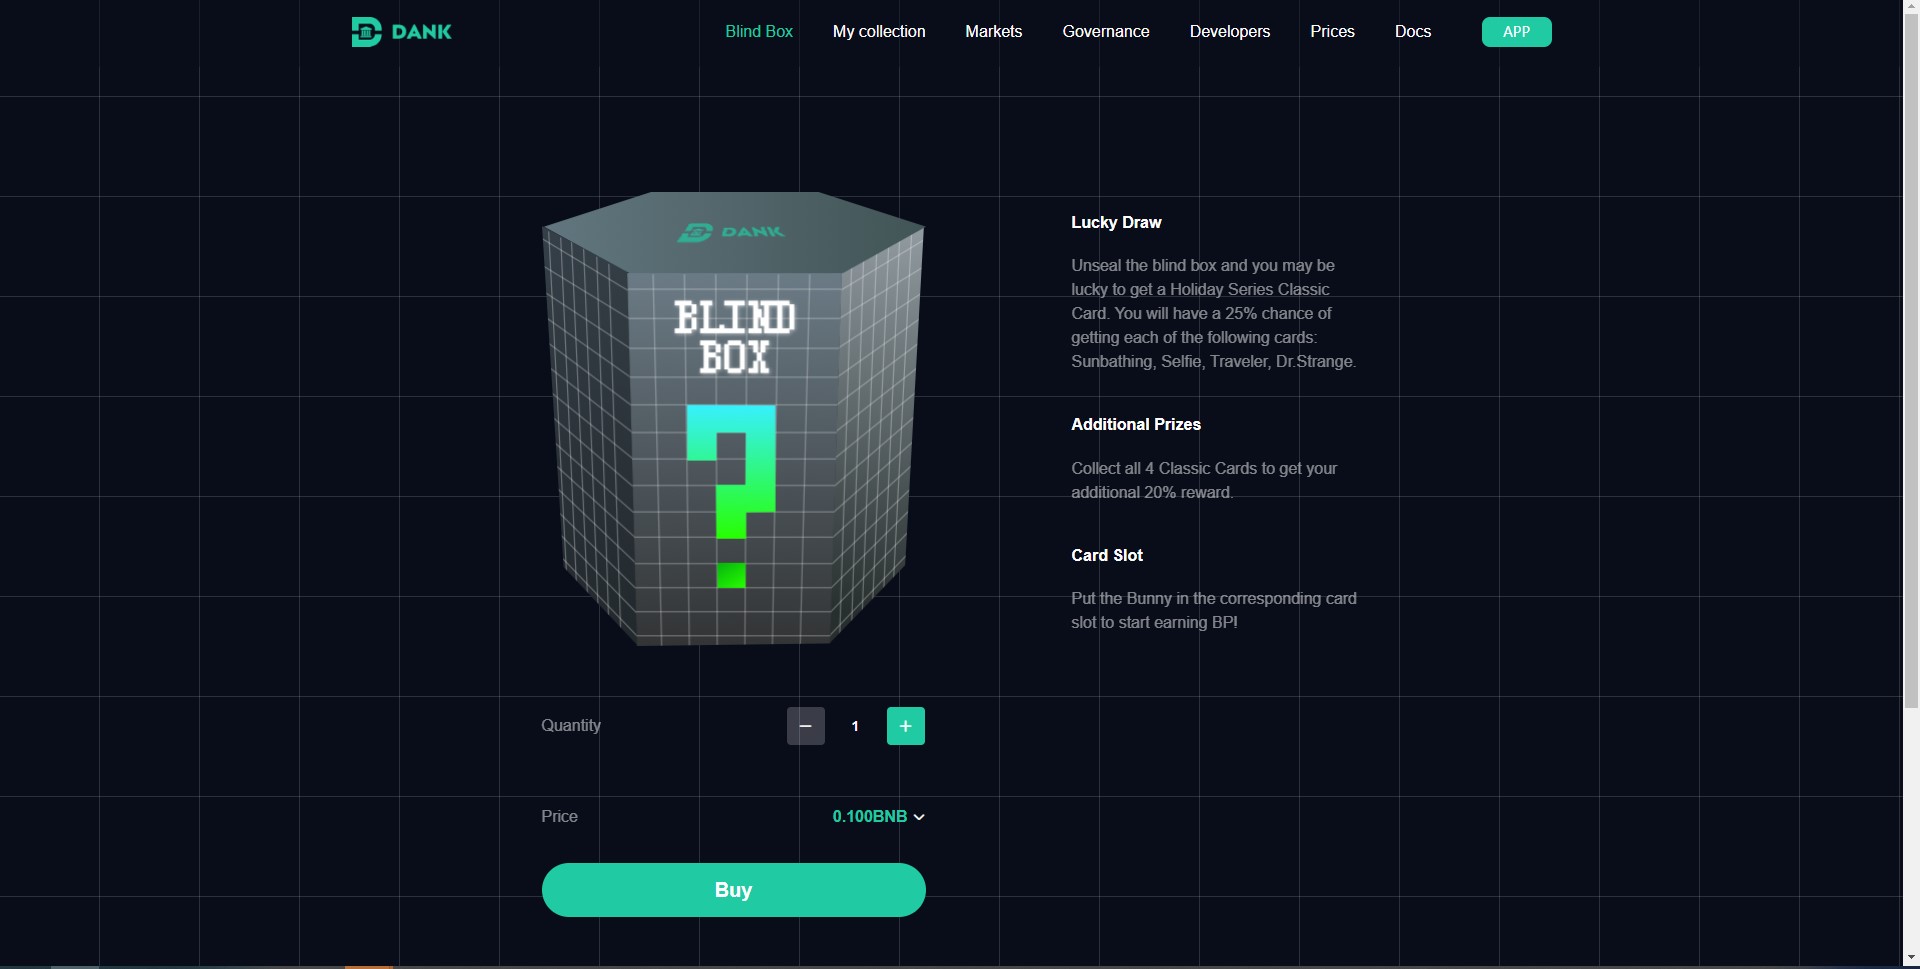 DANK
Blind Box
My collection
Markets
Governance
Developers
Prices
Docs
APP
DANK
BLIND
BOX
?
Lucky Draw
Unseal the blind box and you may be
lucky to get a Holiday Series Classic
Card. You will have a 25% chance of
getting each of the following cards:
Sunbathing, Selfie, Traveler, Dr.Strange.
Additional Prizes
Collect all 4 Classic Cards to get your
additional 20% reward.
Card Slot
Put the Bunny in the corresponding card
slot to start earning BP!
Quantity
− 1 +
Price
0.100BNB
Buy